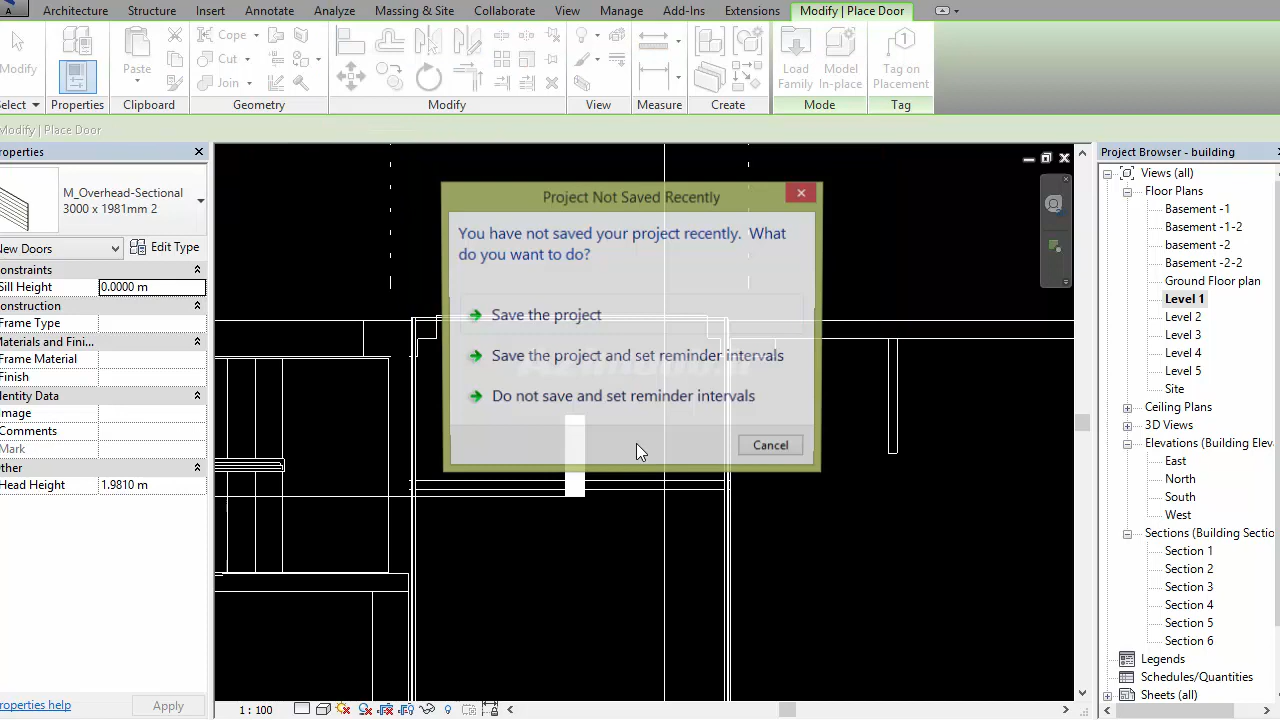 Architecture Structure Insert Annotate Analyze Massing & Site Collaborate View Manage Add-Ins Extensions Modify | Place Door
Cope
Cut
Join
Modify
Paste
Load
Family
Model
In-place
Tag on
Placement
Select Properties Clipboard Geometry Modify View Measure Create Mode Tag
Modify | Place Door
roperties
M_Overhead-Sectional
3000 x 1981mm 2
New Doors
Edit Type
onstraints
Sill Height 0.0000 m
onstruction
Frame Type
Materials and Fini...
Frame Material
Finish
dentity Data
Image
Comments
Mark
Other
Head Height 1.9810 m
roperties help
Apply
Project Not Saved Recently
You have not saved your project recently. What
do you want to do?
Save the project
Save the project and set reminder intervals
Do not save and set reminder intervals
Cancel
1 : 100
Project Browser - building
Views (all)
Floor Plans
Basement -1
Basement -1-2
basement -2
Basement -2-2
Ground Floor plan
Level 1
Level 2
Level 3
Level 4
Level 5
Site
Ceiling Plans
3D Views
Elevations (Building Eleva
East
North
South
West
Sections (Building Sectio
Section 1
Section 2
Section 3
Section 4
Section 5
Section 6
Legends
Schedules/Quantities
Sheets (all)